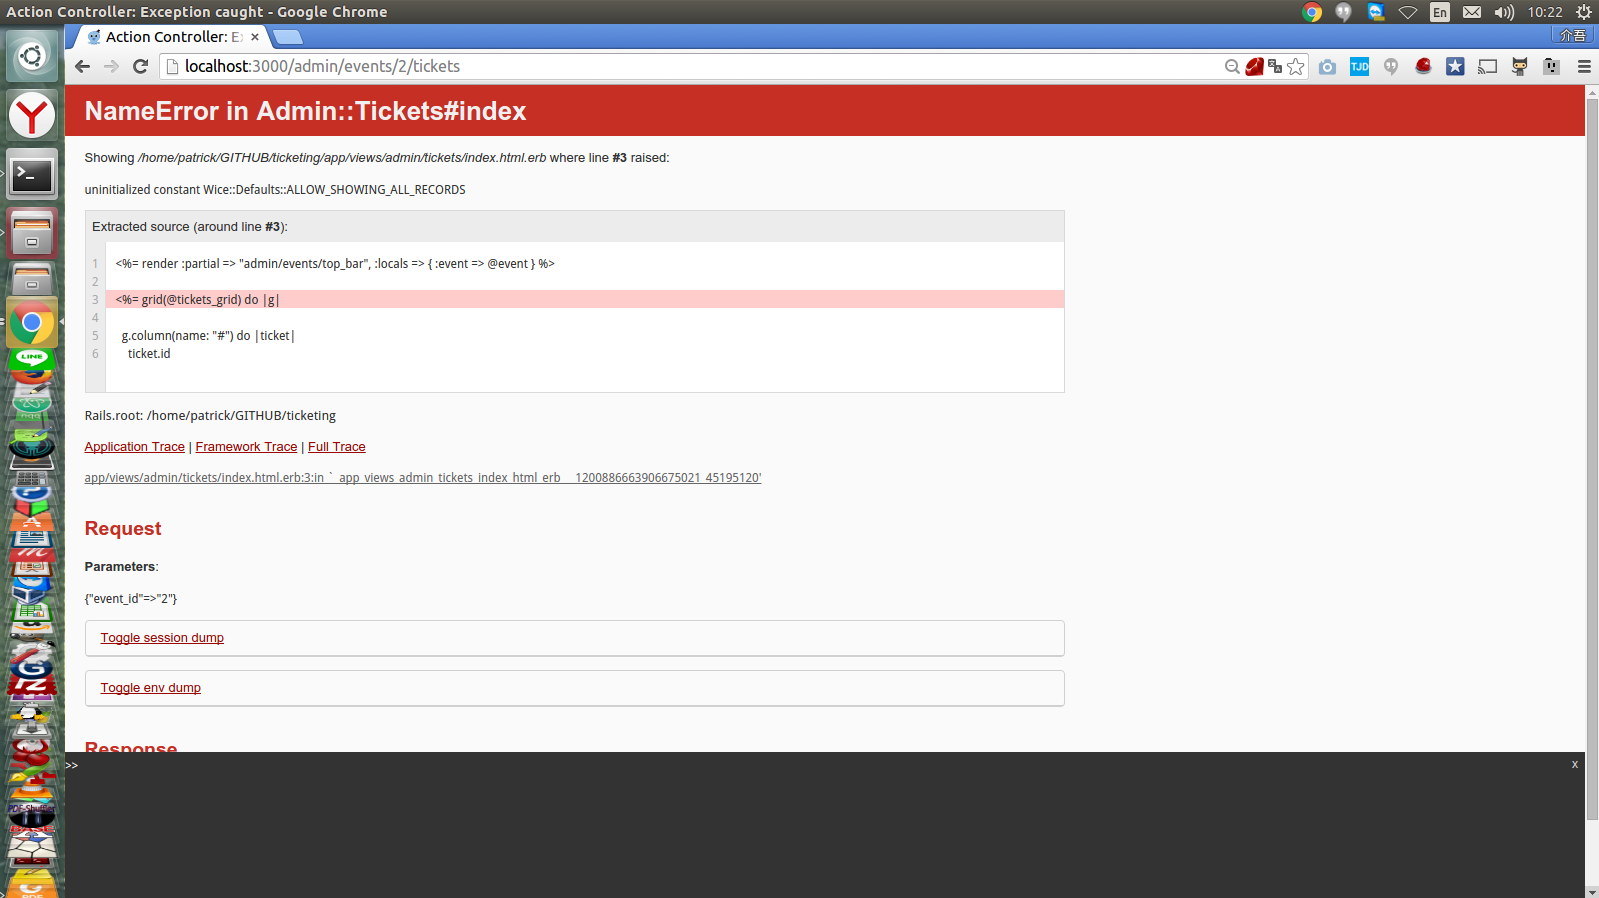 Action Controller: Exception caught - Google Chrome
En
10:22
Action Controller: E
介吾
localhost:3000/admin/events/2/tickets
TJD
NameError in Admin::Tickets#index
Showing /home/patrick/GITHUB/ticketing/app/views/admin/tickets/index.html.erb where line #3 raised:
uninitialized constant Wice::Defaults::ALLOW_SHOWING_ALL_RECORDS
Extracted source (around line #3):
1 <%= render :partial => "admin/events/top_bar", :locals => { :event => @event } %>
2
3 <%= grid(@tickets_grid) do |g|
4
5 g.column(name: "#") do |ticket|
6 ticket.id
Rails.root: /home/patrick/GITHUB/ticketing
Application Trace | Framework Trace | Full Trace
app/views/admin/tickets/index.html.erb:3:in `_app_views_admin_tickets_index_html_erb___1200886663906675021_45195120'
Request
Parameters:
{"event_id"=>"2"}
Toggle session dump
Toggle env dump
Response
>>
x
LINE